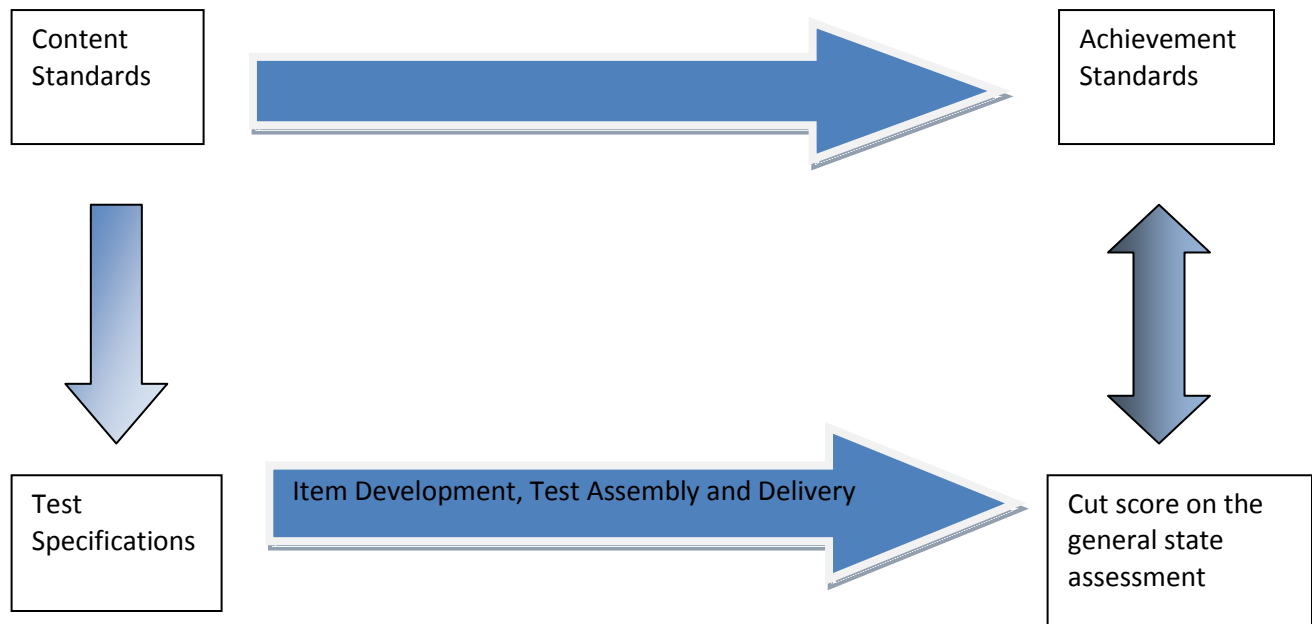 Content
Standards
Achievement
Standards
Item Development, Test Assembly and Delivery
Test
Specifications
Cut score on the
general state
assessment